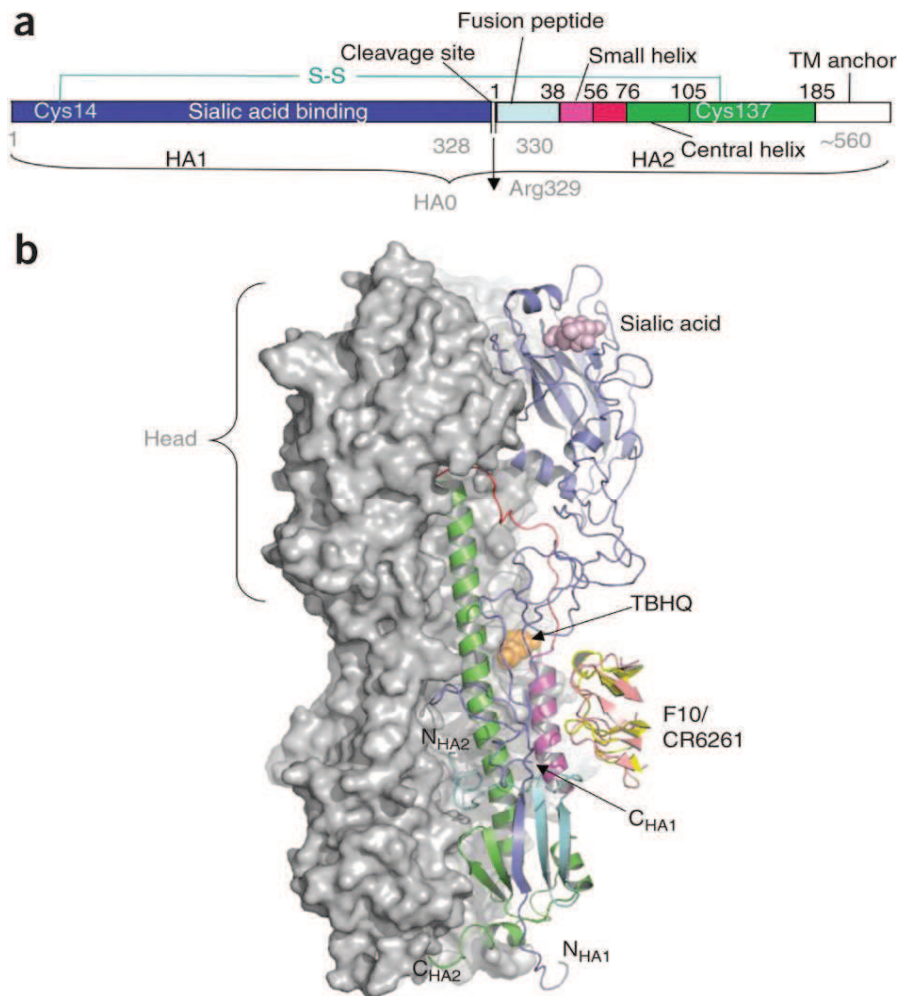 a
Fusion peptide
Cleavage site
Small helix
S-S
1 38 56 76 105 185
TM anchor
Cys14 Sialic acid binding Cys137
1 328 330 Central helix ~560
HA1 HA2
HA0 Arg329
b
Sialic acid
Head
TBHQ
F10/
CR6261
NHA2
CHA1
CHA2
NHA1